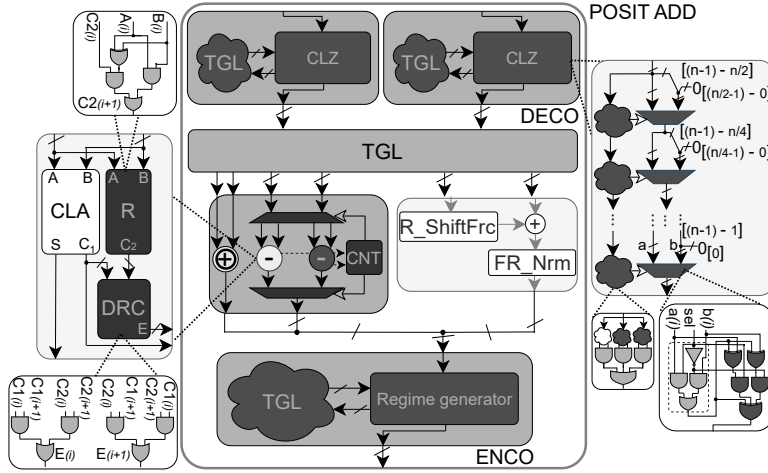 POSIT ADD
C2(i)
A(i)
B(i)
C2(i+1)
TGL
CLZ
TGL
CLZ
DECO
TGL
[(n-1) - n/2]
0[(n/2-1) - 0]
[(n-1) - n/4]
0[(n/4-1) - 0]
[(n-1) - 1]
a
b
0[0]
A
B
A
B
CLA
R
S
C1
C2
DRC
E
-
-
CNT
R_ShiftFrc
+
FR_Nrm
TGL
Regime generator
ENCO
C1(i)
C1(i+1)
C2(i)
C2(i+1)
C2(i)
C1(i+1)
C2(i+1)
C1(i)
E(i)
E(i+1)
a(i)
sel
b(i)